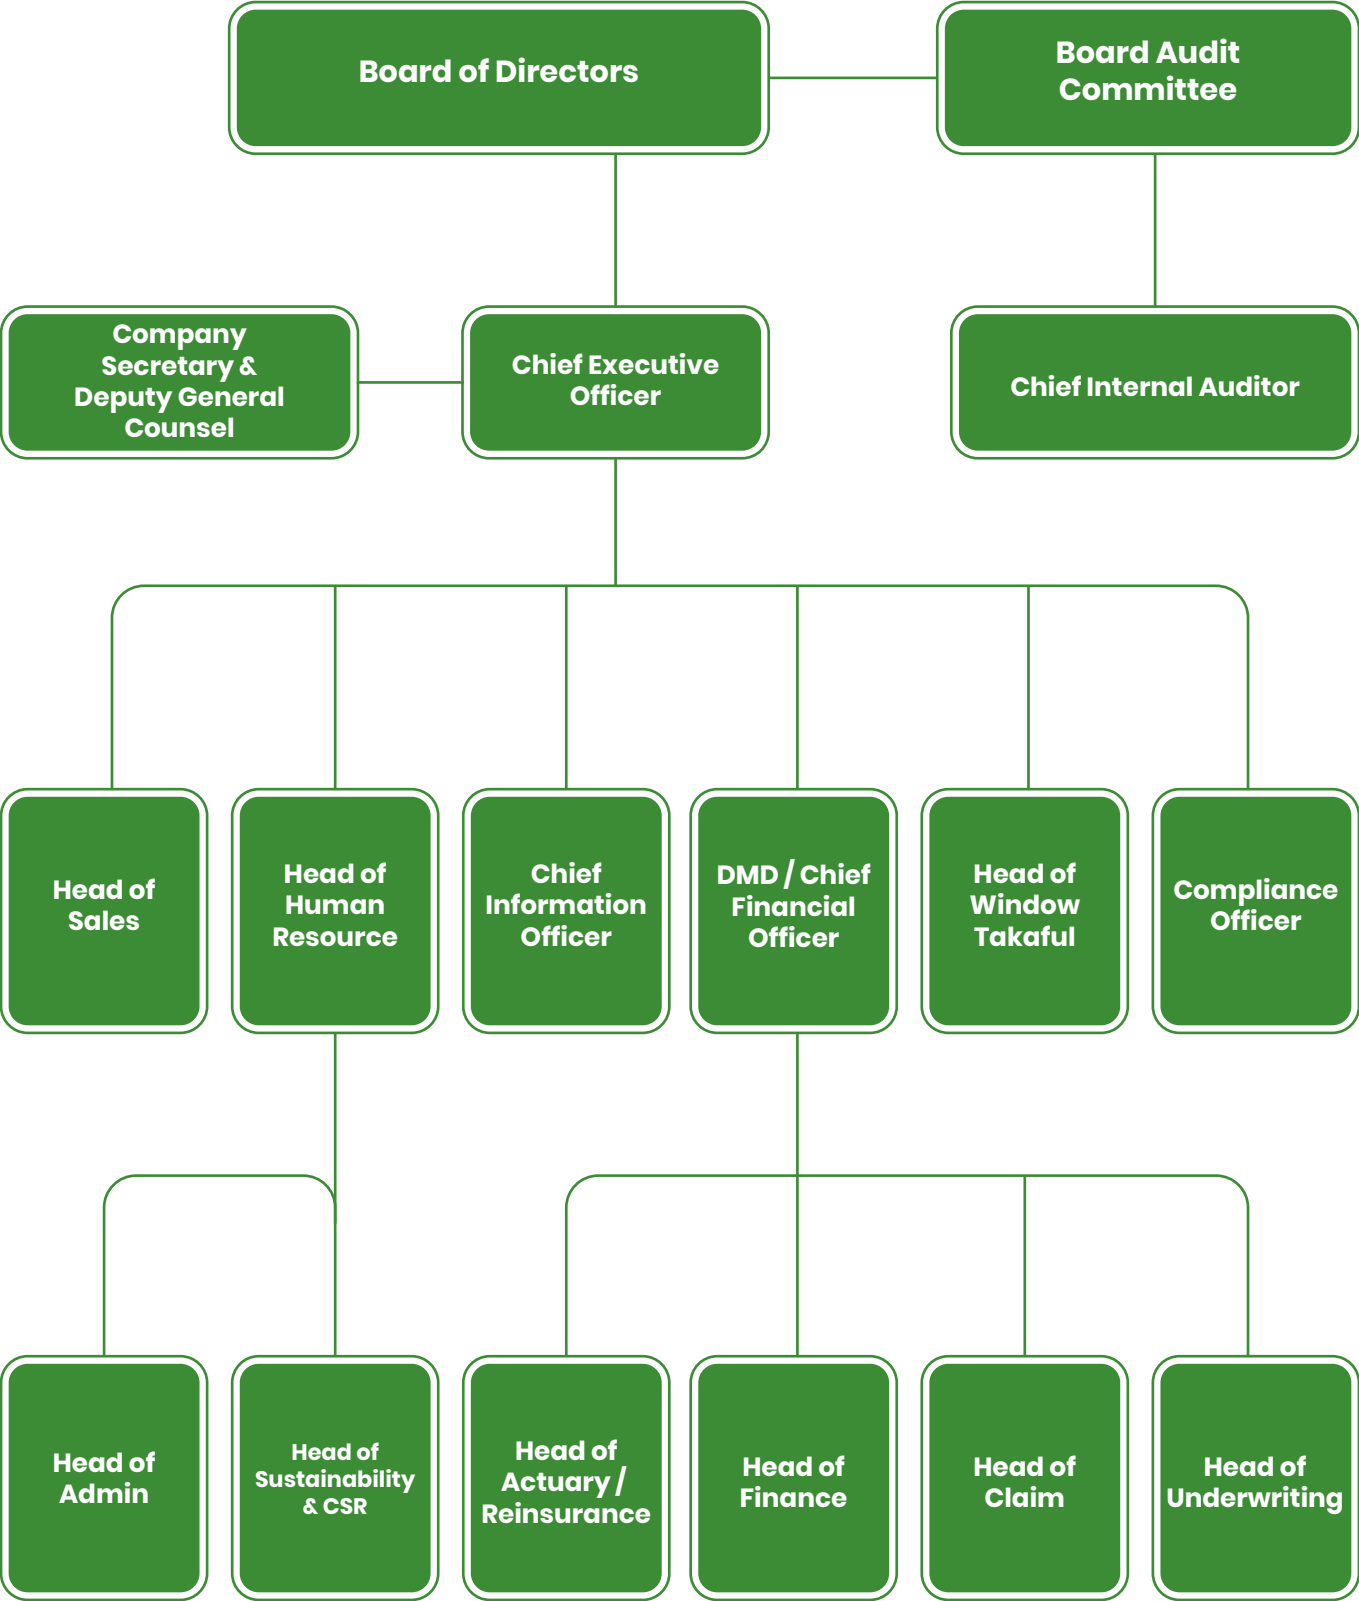 Board of Directors
Board Audit
Committee
Company
Secretary &
Deputy General
Counsel
Chief Executive
Officer
Chief Internal Auditor
Head of
Sales
Head of
Human
Resource
Chief
Information
Officer
DMD / Chief
Financial
Officer
Head of
Window
Takaful
Compliance
Officer
Head of
Admin
Head of
Sustainability
& CSR
Head of
Actuary /
Reinsurance
Head of
Finance
Head of
Claim
Head of
Underwriting